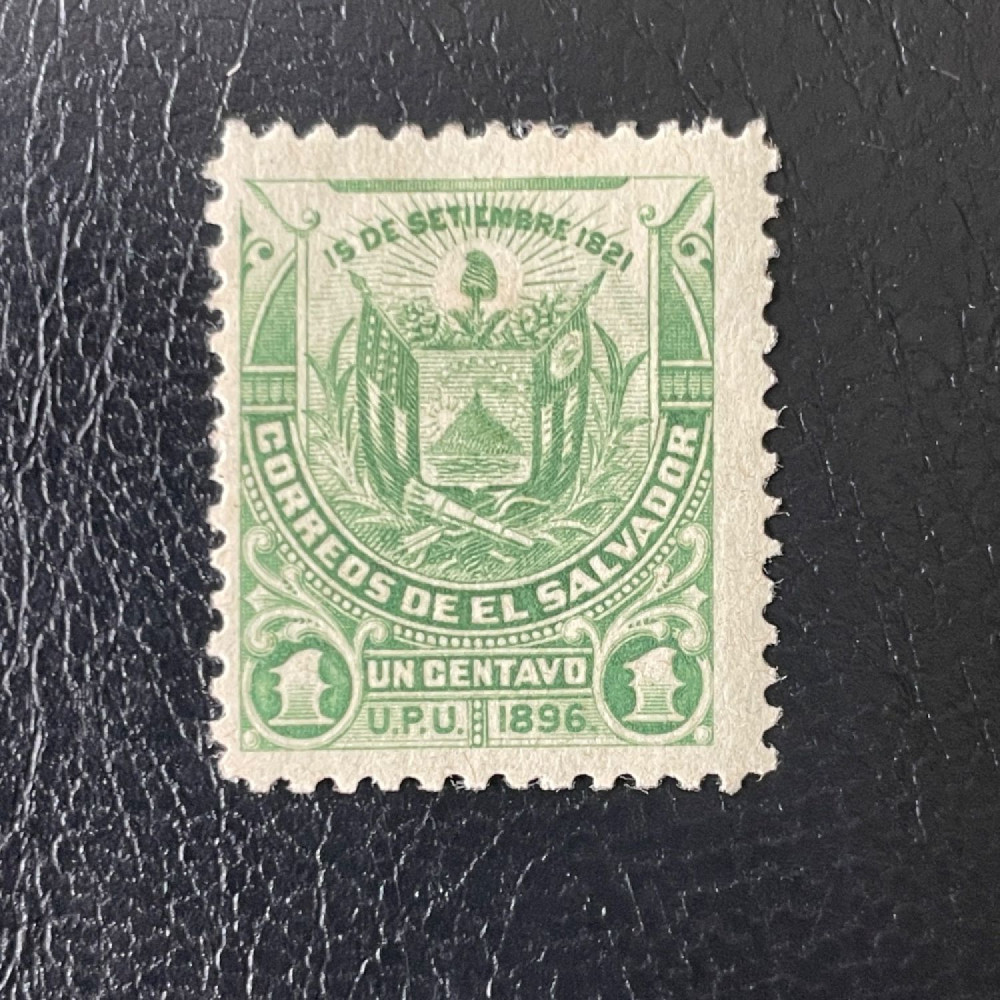 15 DE SETIEMBRE 1821
CORREOS DE EL SALVADOR
1 UN CENTAVO 1
U.P.U. 1896